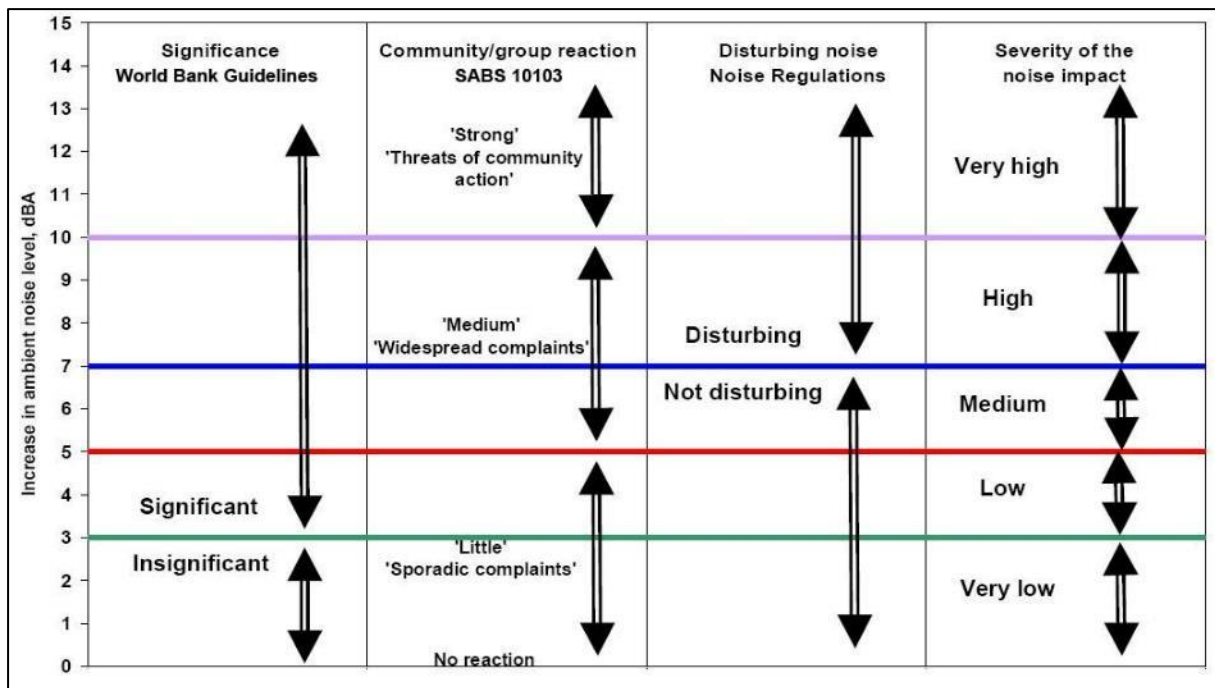 Increase in ambient noise level, dBA
15
14
13
12
11
10
9
8
7
6
5
4
3
2
1
0
Significance
World Bank Guidelines
Significant
Insignificant
Community/group reaction
SABS 10103
'Strong'
'Threats of community
action'
'Medium'
'Widespread complaints'
'Little'
'Sporadic complaints'
No reaction
Disturbing noise
Noise Regulations
Disturbing
Not disturbing
Severity of the
noise impact
Very high
High
Medium
Low
Very low